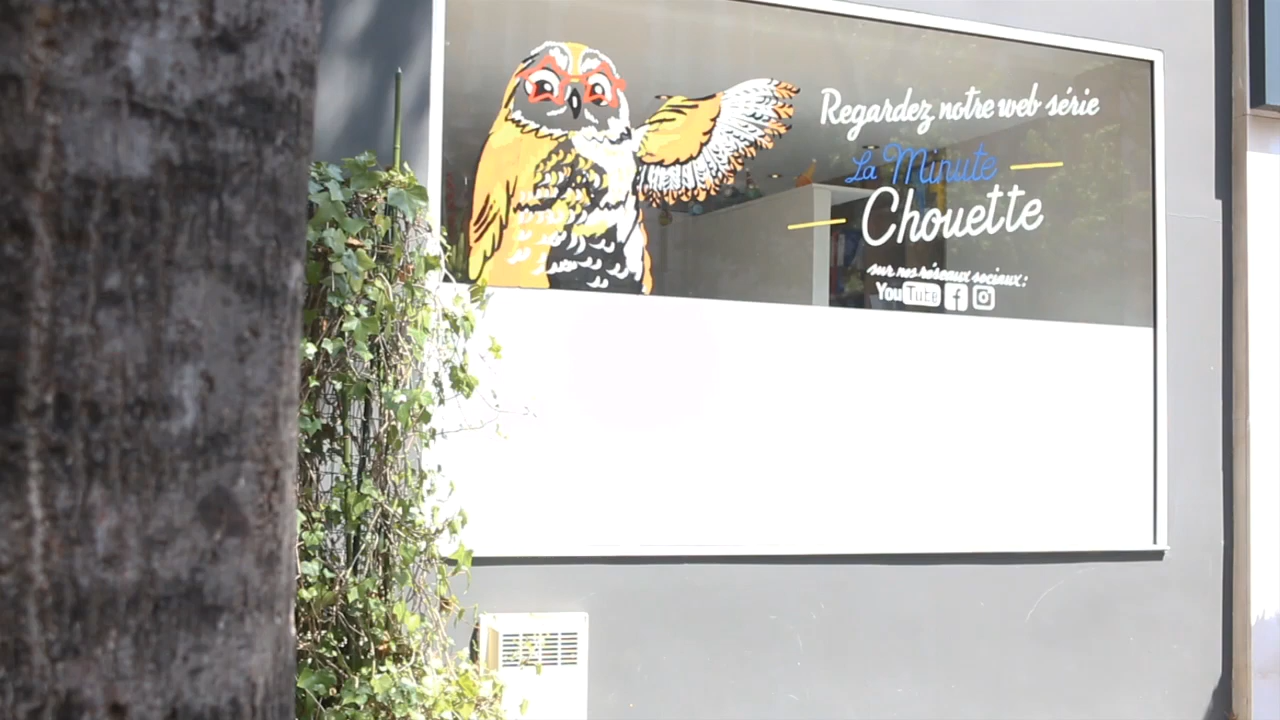 Regardez notre web série
La Minute
Chouette
sur nos réseaux sociaux :
YouTube